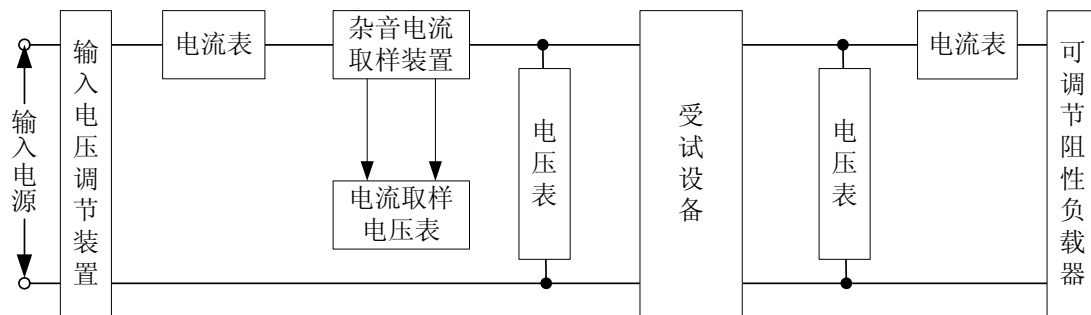 输入电源
输入电压调节装置
电流表
杂音电流
取样装置
电流取样
电压表
电压表
受试设备
电压表
电流表
可调节阻性负载器